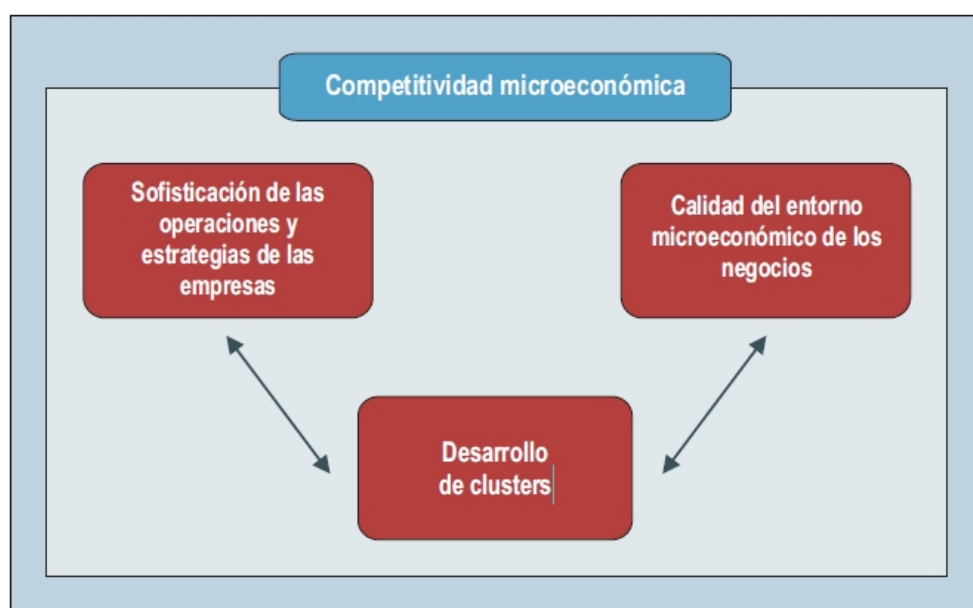 Competitividad microeconómica
Sofisticación de las
operaciones y
estrategias de las
empresas
Calidad del entorno
microeconómico de los
negocios
Desarrollo
de clusters